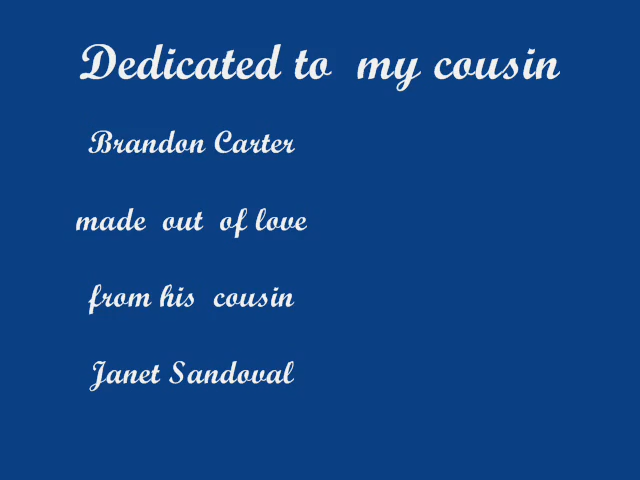 Dedicated to my cousin
Brandon Carter
made out of love
from his cousin
Janet Sandoval